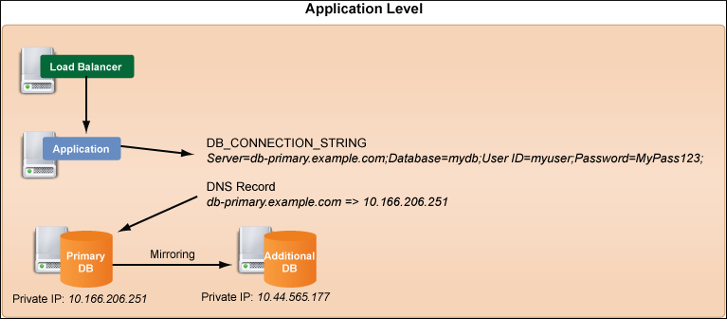 Application Level
Load Balancer
Application
DB_CONNECTION_STRING
Server=db-primary.example.com;Database=mydb;User ID=myuser;Password=MyPass123;
DNS Record
db-primary.example.com => 10.166.206.251
Primary
DB
Mirroring
Additional
DB
Private IP: 10.166.206.251
Private IP: 10.44.565.177